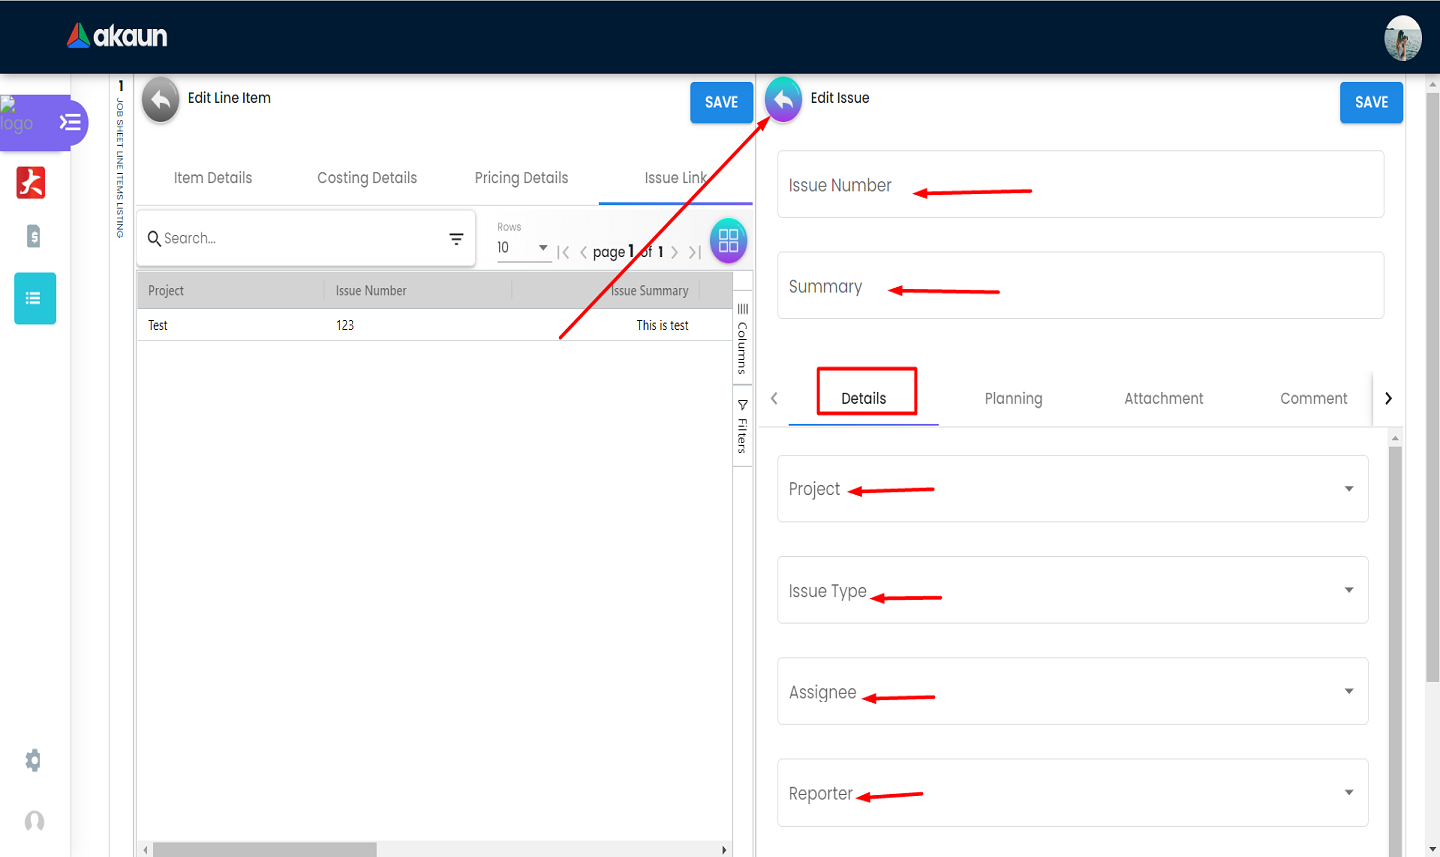 akaun
logo
1
JOB SHEET LINE ITEMS LISTING
Edit Line Item
SAVE
Item Details
Costing Details
Pricing Details
Issue Link
Search...
Rows
10
page 1 of 1
Project
Issue Number
Issue Summary
Test
123
This is test
Columns
Filters
Edit Issue
SAVE
Issue Number
Summary
Details
Planning
Attachment
Comment
Project
Issue Type
Assignee
Reporter